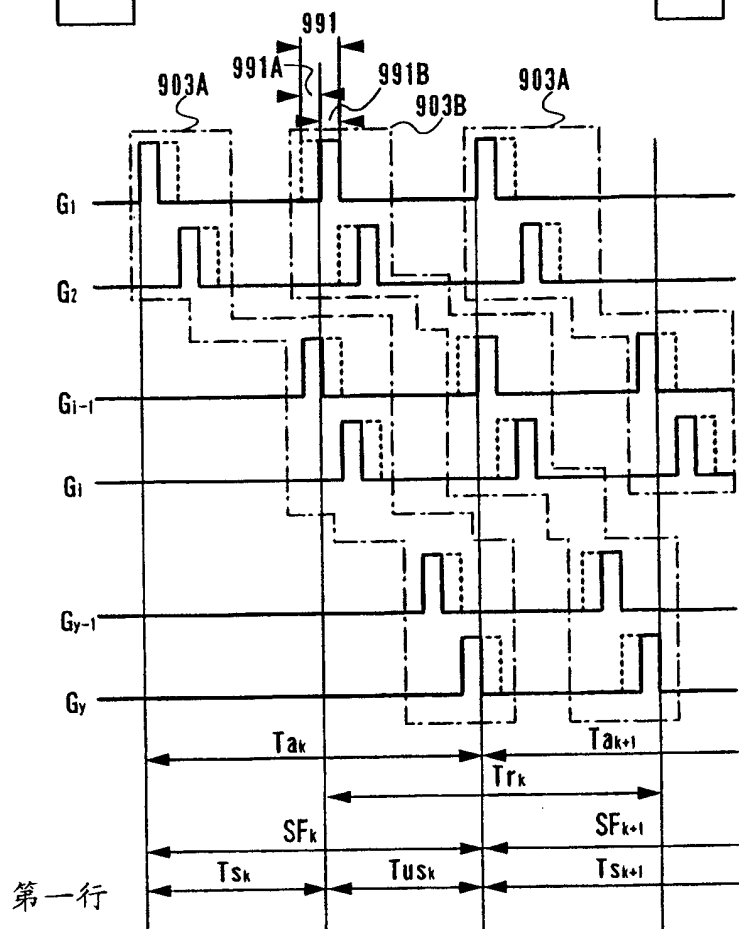 991
991A
991B
903A
903B
903A
G1
G2
Gi-1
Gi
Gy-1
Gy
Tak
Tak+1
Trk
SFk
SFk+1
Tsk
Tusk
Tsk+1
第一行